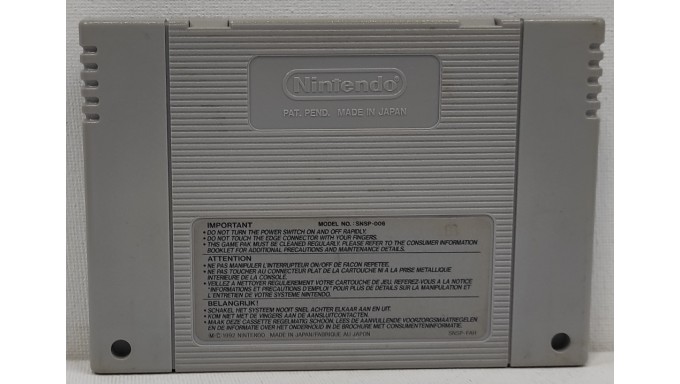 Nintendo®
PAT. PEND. MADE IN JAPAN
IMPORTANT MODEL NO.: SNSP-006
• DO NOT TURN THE POWER SWITCH ON AND OFF RAPIDLY.
• DO NOT TOUCH THE EDGE CONNECTOR WITH YOUR FINGERS.
• THIS GAME PAK MUST BE CLEANED REGULARLY. PLEASE REFER TO THE CONSUMER INFORMATION
BOOKLET FOR ADDITIONAL PRECAUTIONS AND MAINTENANCE DETAILS.
ATTENTION
• NE PAS MANIPULER L'INTERRUPTEUR ON/OFF DE FACON REPETEE.
• NE PAS TOUCHER AU CONNECTEUR PLAT DE LA CARTOUCHE NI A LA PRISE METALLIQUE
INTERIEURE DE LA CONSOLE.
• VEILLEZ A NETTOYER REGULIEREMENT VOTRE CARTOUCHE DE JEU. REFEREZ-VOUS A LA NOTICE
"INFORMATIONS ET PRECAUTIONS D'EMPLOI" POUR PLUS DE DETAILS SUR LA MANIPULATION ET
L'ENTRETIEN DE VOTRE SYSTEME NINTENDO.
BELANGRIJK!
• SCHAKEL HET SYSTEEM NOOIT SNEL ACHTER ELKAAR AAN EN UIT.
• KOM NIET MET DE VINGERS AAN DE AANSLUITCONTACTEN.
• MAAK DEZE CASSETTE REGELMATIG SCHOON, LEES DE AANVULLENDE VOORZORGSMAATREGELEN
EN DE INFORMATIE OVER HET ONDERHOUD IN DE BROCHURE MET CONSUMENTENINFORMATIE.
M/C 1992 NINTENDO. MADE IN JAPAN/FABRIQUE AU JAPON SNSP-FAH